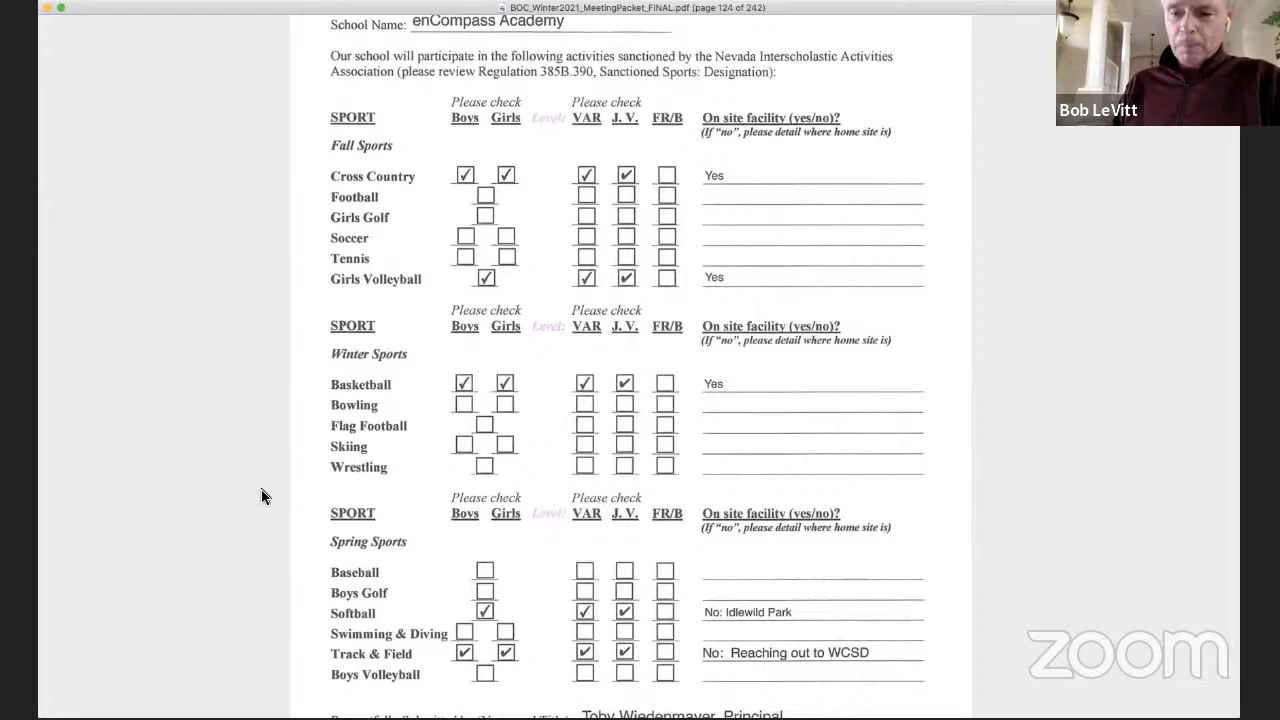 BOC_Winter2021_MeetingPacket_FINAL.pdf (page 124 of 242)
School Name: enCompass Academy
Our school will participate in the following activities sanctioned by the Nevada Interscholastic Activities
Association (please review Regulation 385B.390, Sanctioned Sports: Designation):
Please check Please check
SPORT Boys Girls Level: VAR J. V. FR/B On site facility (yes/no)?
(If “no”, please detail where home site is)
Fall Sports
Cross Country Yes
Football
Girls Golf
Soccer
Tennis
Girls Volleyball Yes
Please check Please check
SPORT Boys Girls Level: VAR J. V. FR/B On site facility (yes/no)?
(If “no”, please detail where home site is)
Winter Sports
Basketball Yes
Bowling
Flag Football
Skiing
Wrestling
Please check Please check
SPORT Boys Girls Level: VAR J. V. FR/B On site facility (yes/no)?
(If “no”, please detail where home site is)
Spring Sports
Baseball
Boys Golf
Softball No: Idlewild Park
Swimming & Diving
Track & Field No: Reaching out to WCSD
Boys Volleyball
Toby Wiedenmayer, Principal
Bob LeVitt
zoom